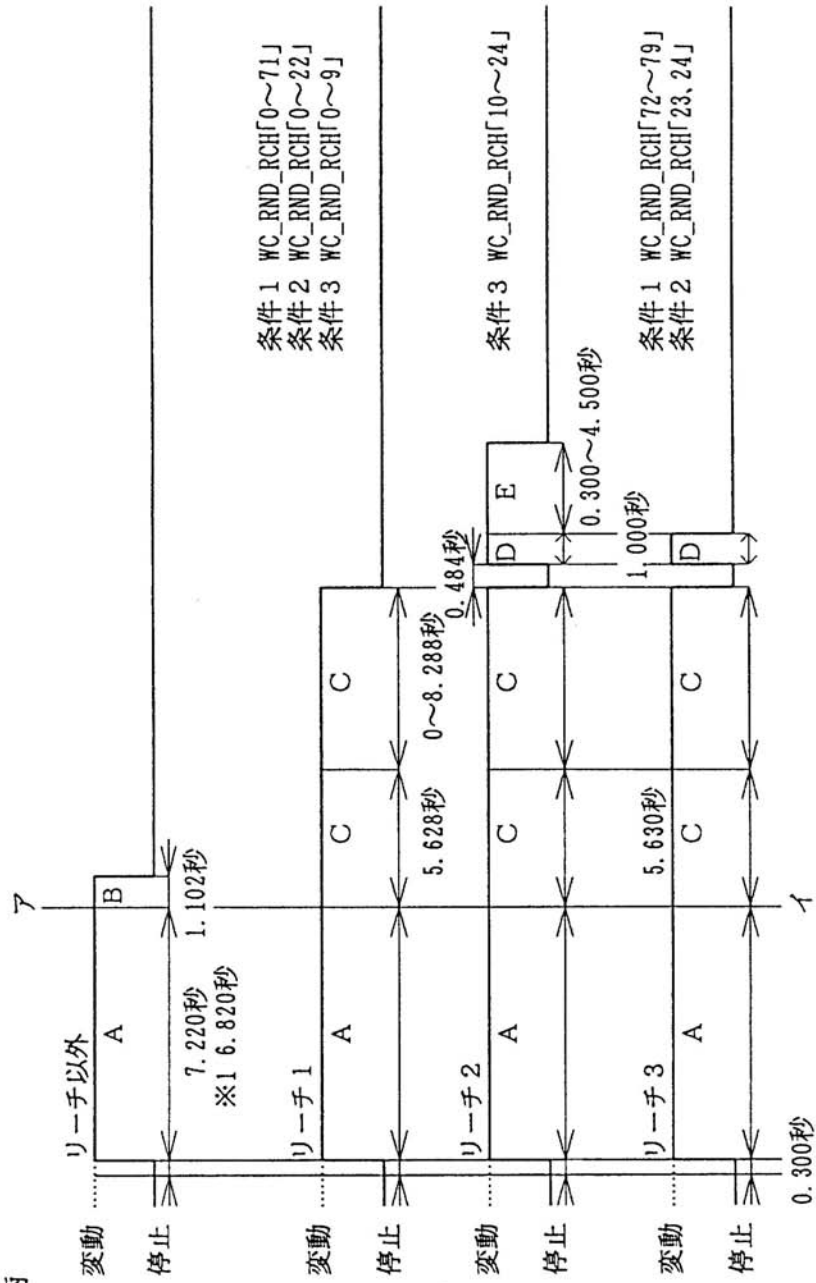 ア
リーチ以外
変動
停止
A
B
7.220秒
※1 6.820秒
1.102秒
リーチ1
変動
停止
A
C
C
5.628秒
0～8.288秒
条件1 WC_RND_RCH「0～71」
条件2 WC_RND_RCH「0～22」
条件3 WC_RND_RCH「0～9」
リーチ2
変動
停止
A
C
C
0.484秒
D
E
0.300～4.500秒
条件3 WC_RND_RCH「10～24」
リーチ3
変動
停止
A
C
C
5.630秒
D
1.000秒
条件1 WC_RND_RCH「72～79」
条件2 WC_RND_RCH「23、24」
0.300秒
イ